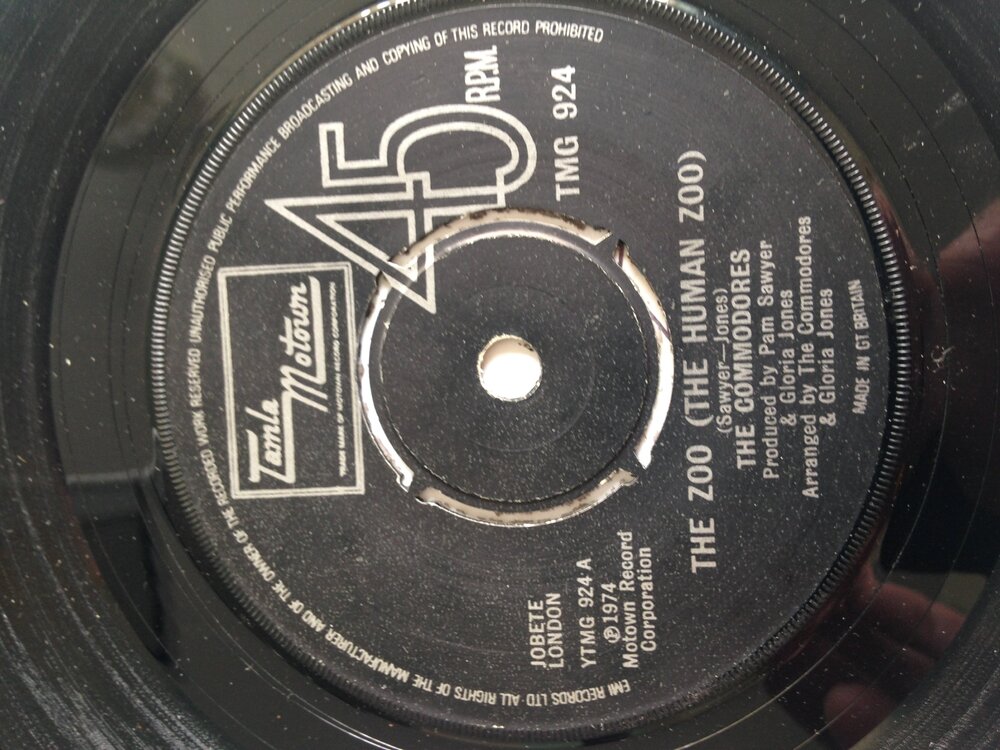 EMI RECORDS LTD · ALL RIGHTS OF THE MANUFACTURER AND OF THE OWNER OF THE RECORDED WORK RESERVED UNAUTHORISED PUBLIC PERFORMANCE BROADCASTING AND COPYING OF THIS RECORD PROHIBITED
Tamla
Motown
TRADE MARK OF MOTOWN RECORD CORPORATION
45
R.P.M.
JOBETE
LONDON
YTMG 924·A
℗1974
Motown Record
Corporation
TMG 924
THE ZOO (THE HUMAN ZOO)
(Sawyer—Jones)
THE COMMODORES
Produced by Pam Sawyer
& Gloria Jones
Arranged by The Commodores
& Gloria Jones
MADE IN GT BRITAIN